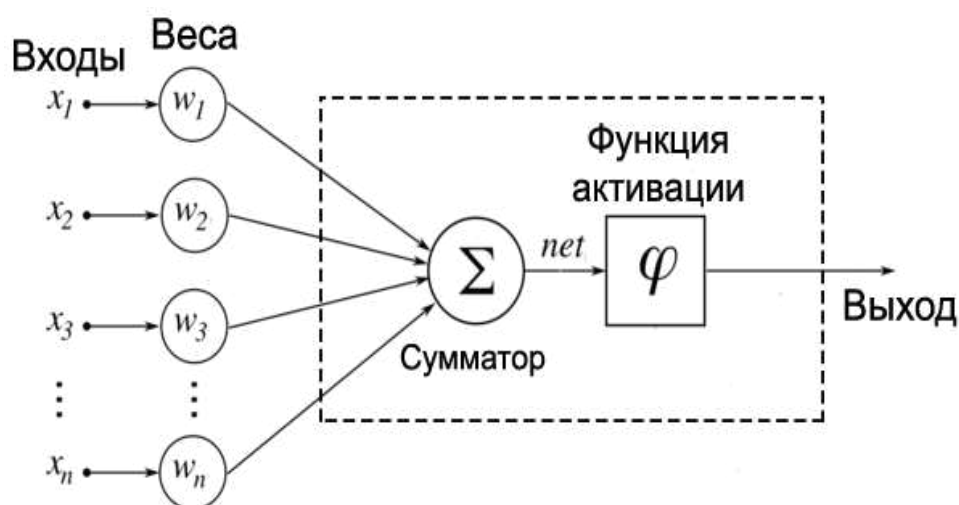 Входы
Веса
x1
w1
x2
w2
x3
w3
⋮
⋮
xn
wn
Σ
Сумматор
net
Функция
активации
φ
Выход